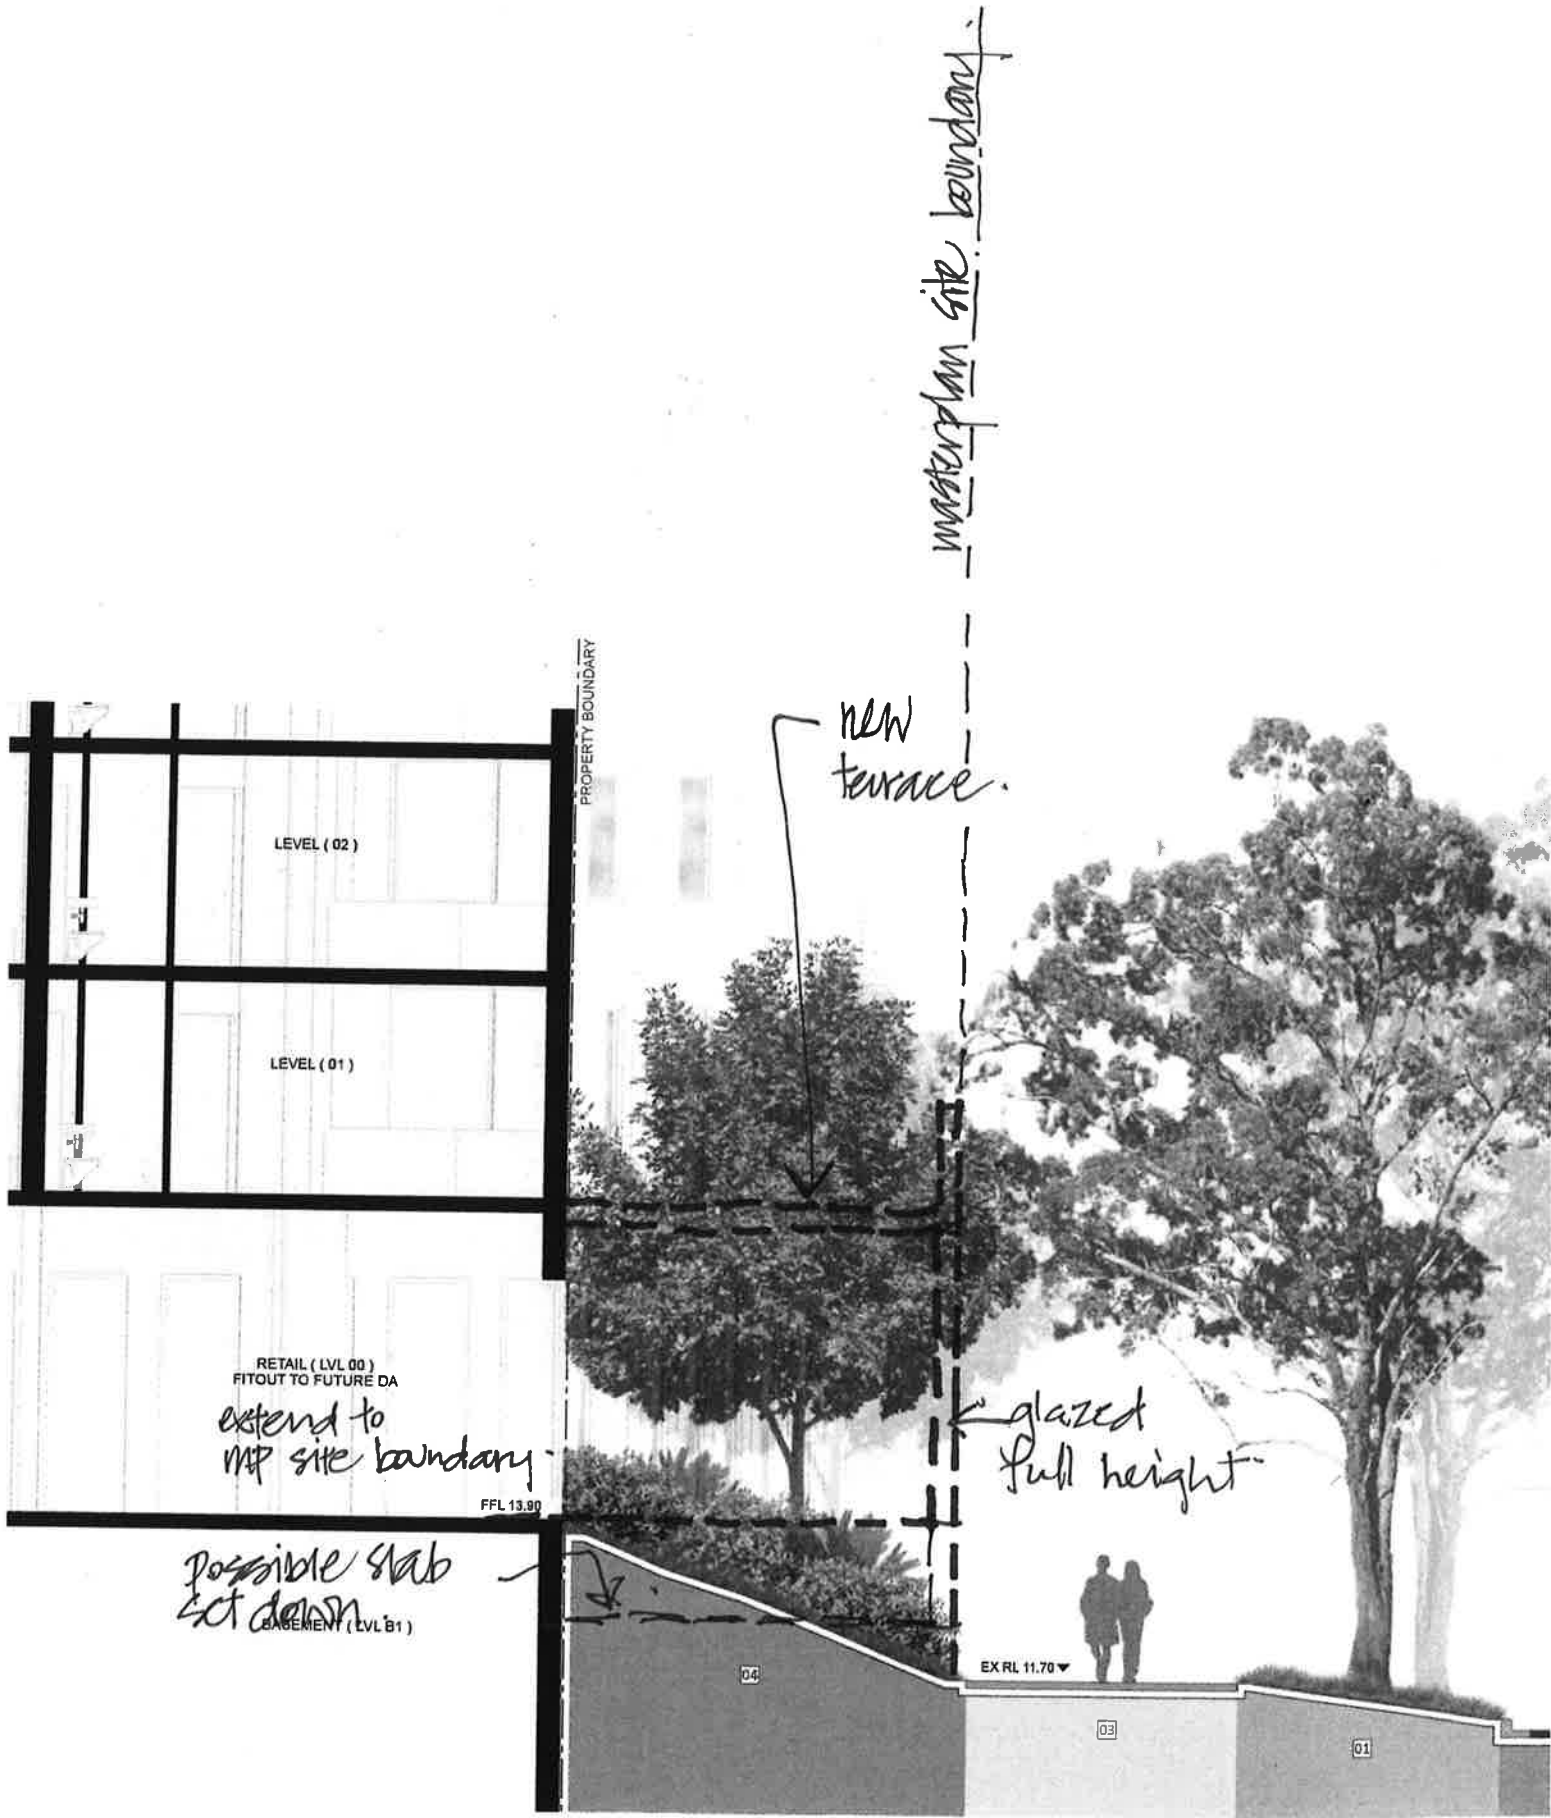 masterplan site boundary.
PROPERTY BOUNDARY
new
terrace.
LEVEL ( 02 )
LEVEL ( 01 )
RETAIL ( LVL 00 )
FITOUT TO FUTURE DA
extend to
MP site boundary.
glazed
full height
FFL 13.90
possible slab
set down.
BASEMENT ( LVL B1 )
EX RL 11.70
04
03
01